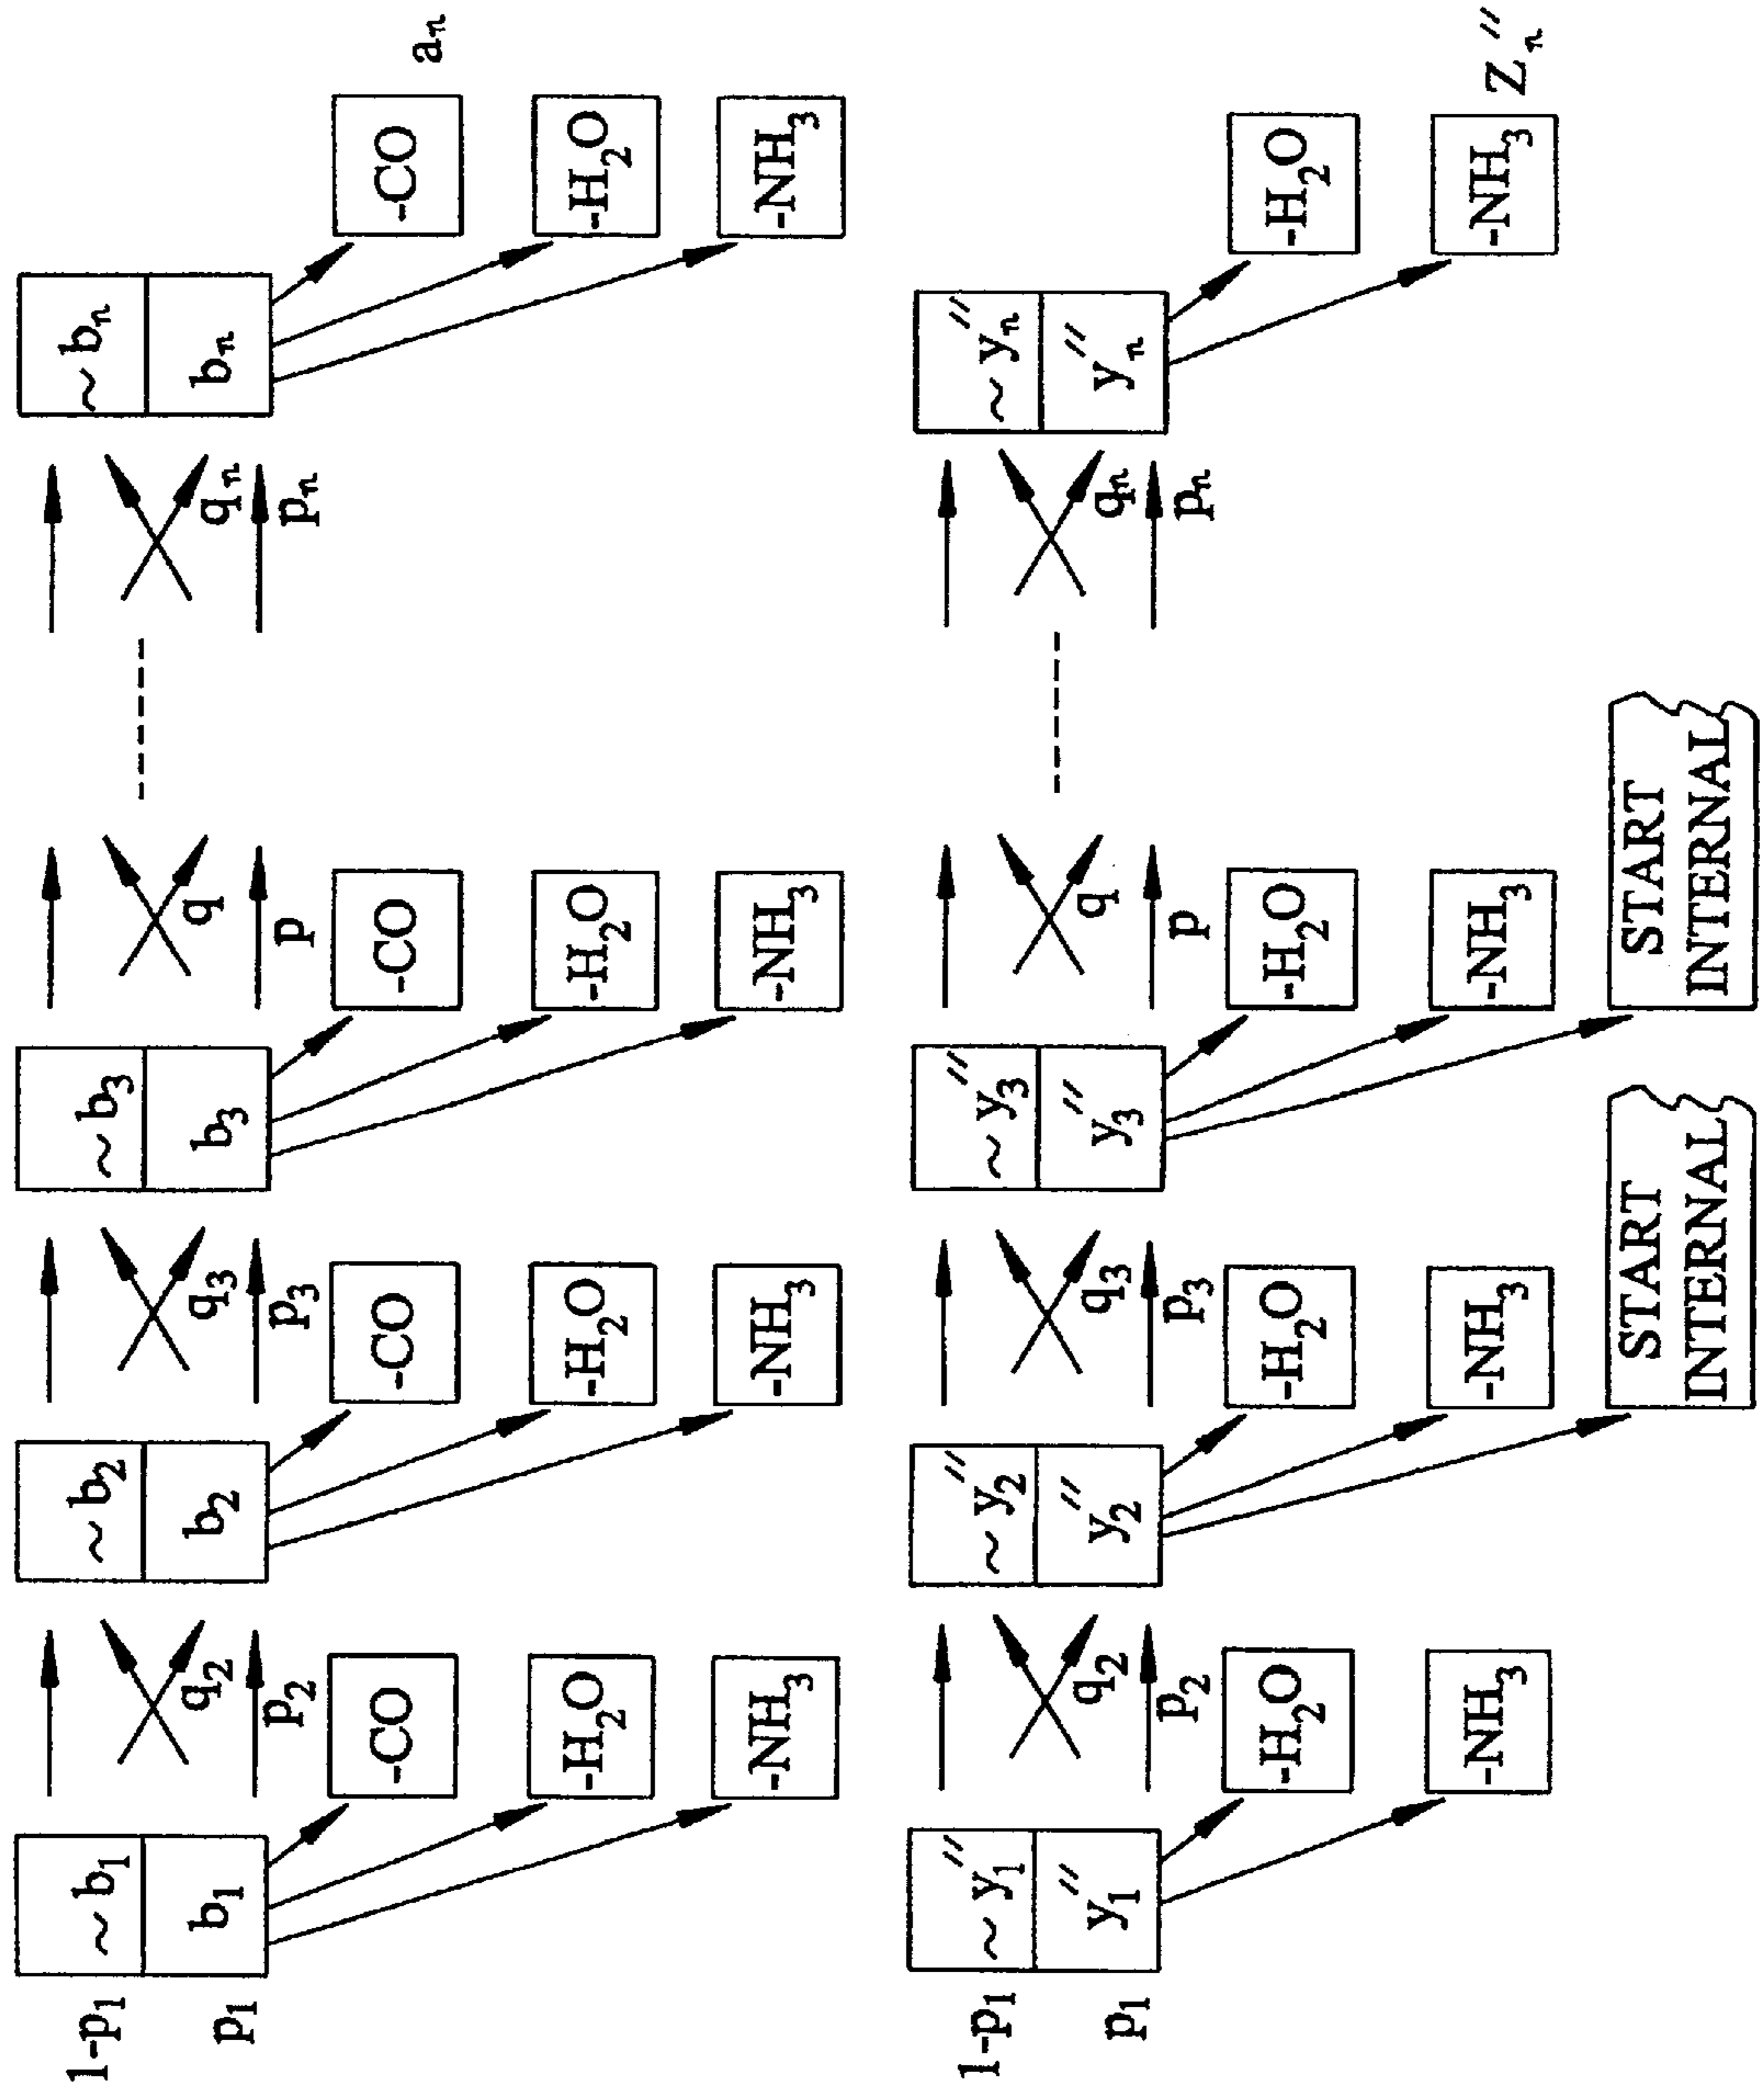 1-p₁
p₁
~ b₁
b₁
q₂
p₂
-CO
-H₂O
-NH₃
~ b₂
b₂
q₃
p₃
-CO
-H₂O
-NH₃
~ b₃
b₃
q
p
-CO
-H₂O
-NH₃
qₙ
pₙ
~ bₙ
bₙ
-CO
aₙ
-H₂O
-NH₃
1-p₁
p₁
~ y₁″
y₁″
q₂
p₂
-H₂O
-NH₃
~ y₂″
y₂″
q₃
p₃
-H₂O
-NH₃
START
INTERNAL
~ y₃″
y₃″
q
p
-H₂O
-NH₃
START
INTERNAL
qₙ
pₙ
~ yₙ″
yₙ″
-H₂O
-NH₃
Zₙ″